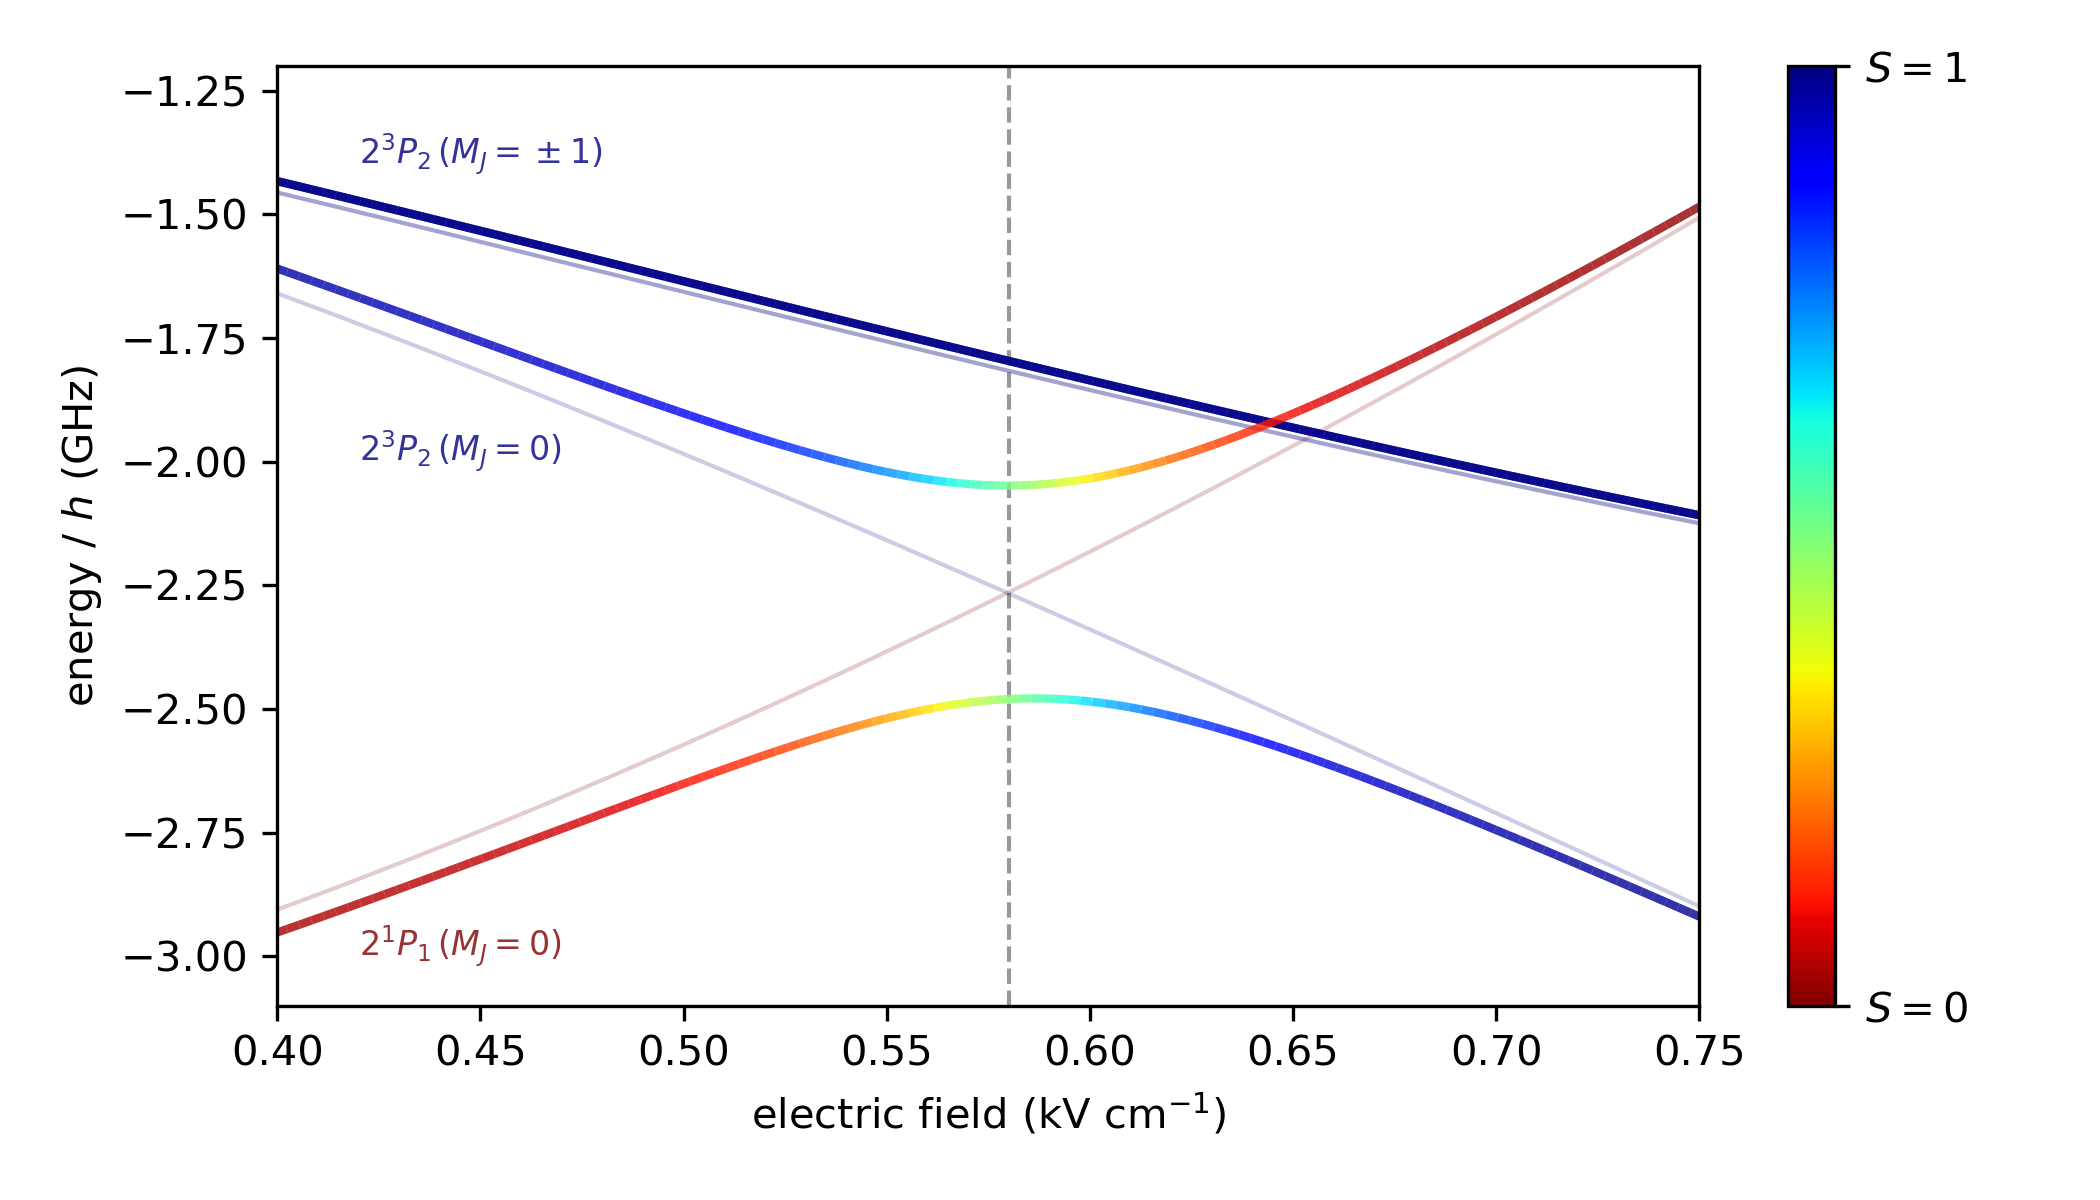 energy / h (GHz)
−1.25
−1.50
−1.75
−2.00
−2.25
−2.50
−2.75
−3.00
2³P₂ (M_J = ±1)
2³P₂ (M_J = 0)
2¹P₁ (M_J = 0)
0.40 0.45 0.50 0.55 0.60 0.65 0.70 0.75
electric field (kV cm⁻¹)
S = 1
S = 0